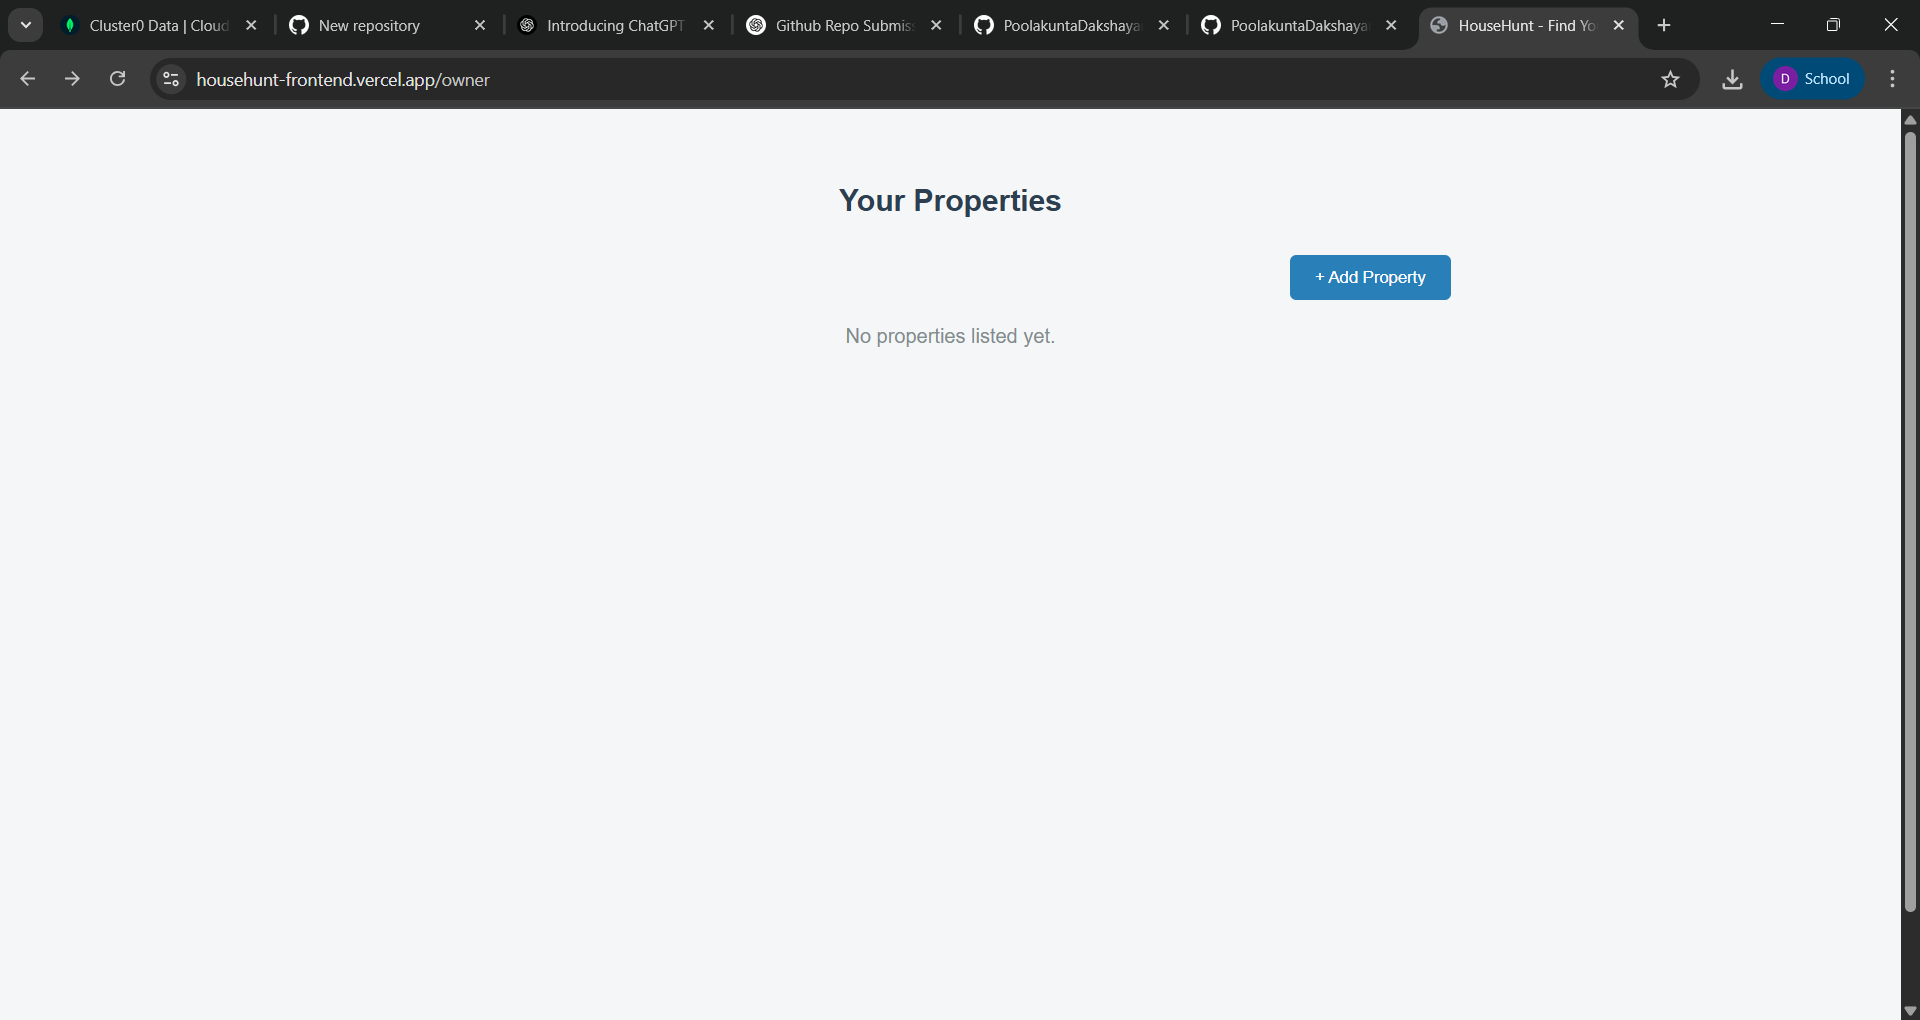 Cluster0 Data | Cloud
New repository
Introducing ChatGPT
Github Repo Submis
PoolakuntaDakshaya
PoolakuntaDakshaya
HouseHunt - Find Yo
househunt-frontend.vercel.app/owner
D
School
Your Properties
+ Add Property
No properties listed yet.